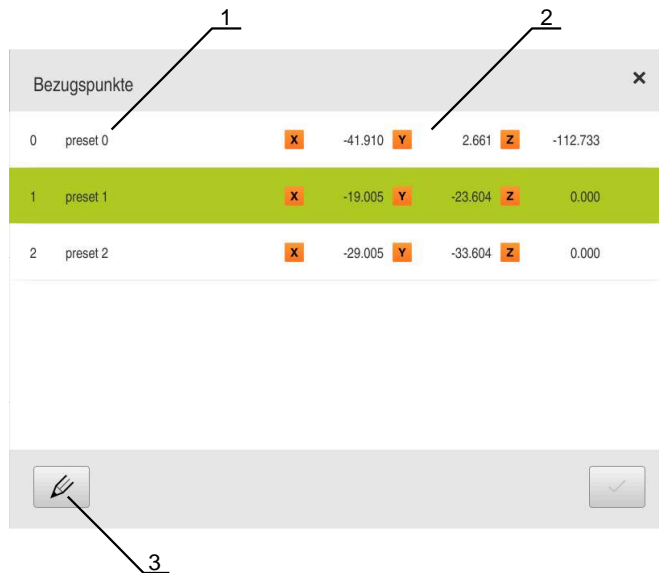 1 2
Bezugspunkte ×
0 preset 0 X -41.910 Y 2.661 Z -112.733
1 preset 1 X -19.005 Y -23.604 Z 0.000
2 preset 2 X -29.005 Y -33.604 Z 0.000
3